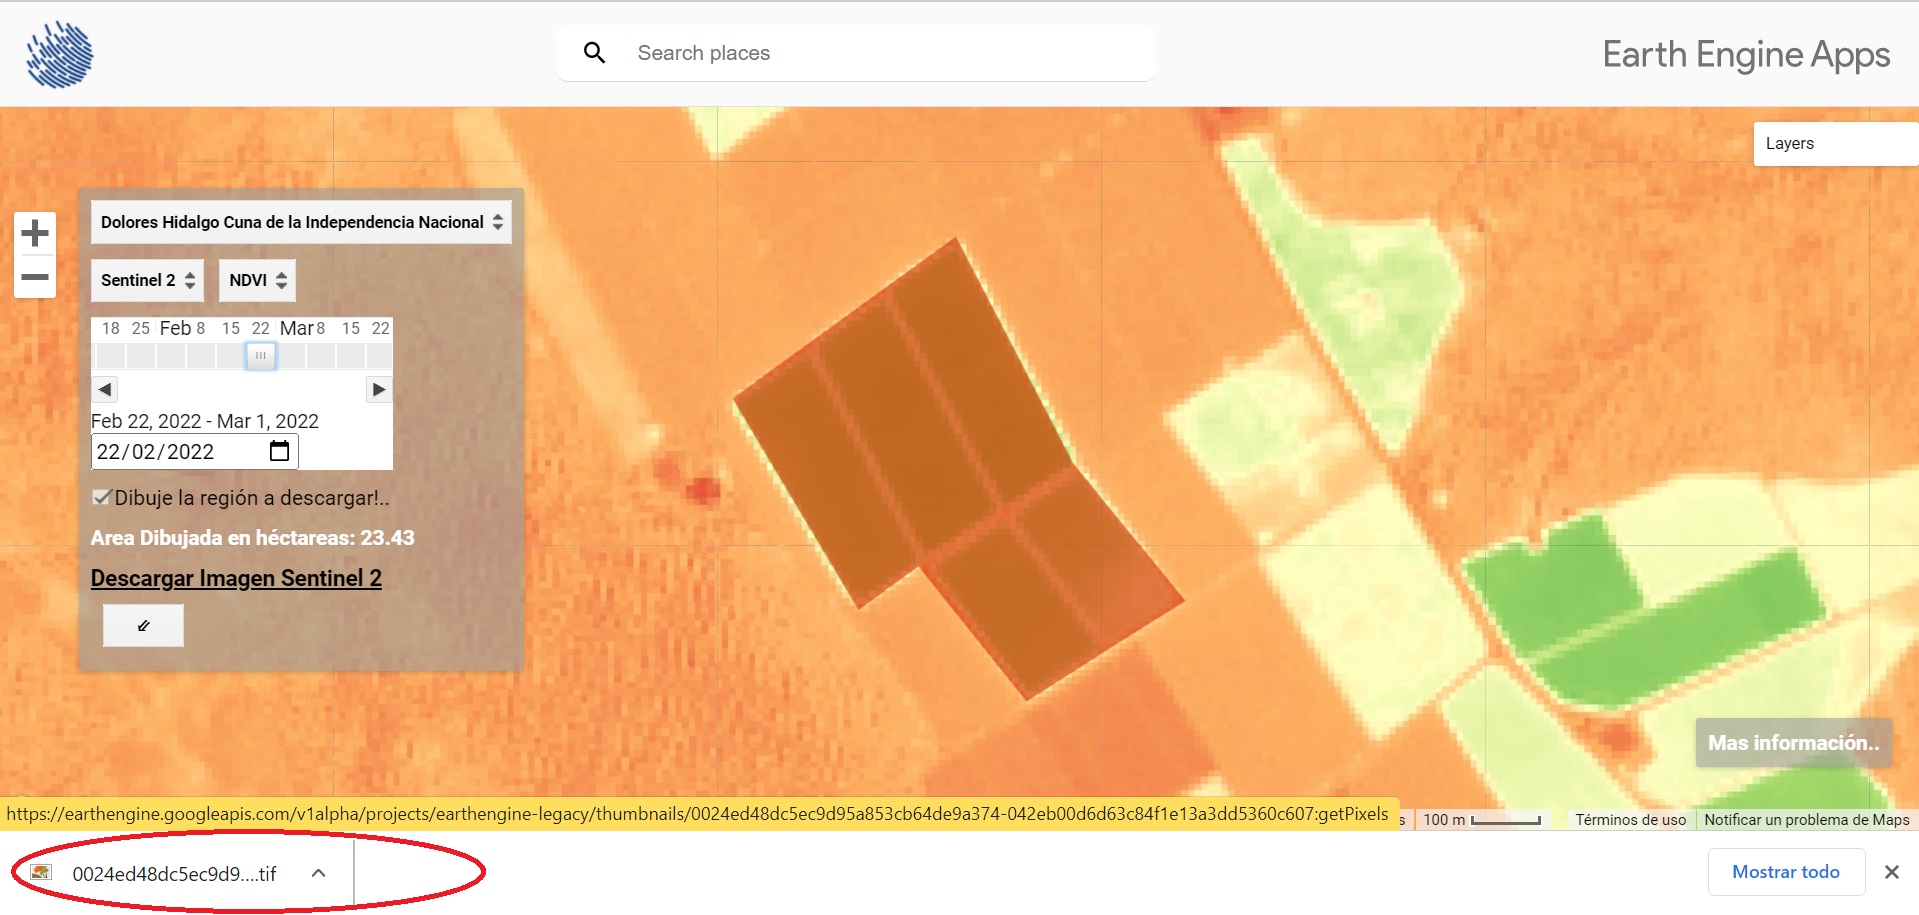 Search places
Earth Engine Apps
Layers
Dolores Hidalgo Cuna de la Independencia Nacional
Sentinel 2 NDVI
18 25 Feb 8 15 22 Mar 8 15 22
Feb 22, 2022 - Mar 1, 2022
22/02/2022
Dibuje la región a descargar!..
Area Dibujada en héctareas: 23.43
Descargar Imagen Sentinel 2
Mas información..
https://earthengine.googleapis.com/v1alpha/projects/earthengine-legacy/thumbnails/0024ed48dc5ec9d95a853cb64de9a374-042eb00d6d63c84f1e13a3dd5360c607:getPixels
100 m Términos de uso Notificar un problema de Maps
0024ed48dc5ec9d9....tif
Mostrar todo